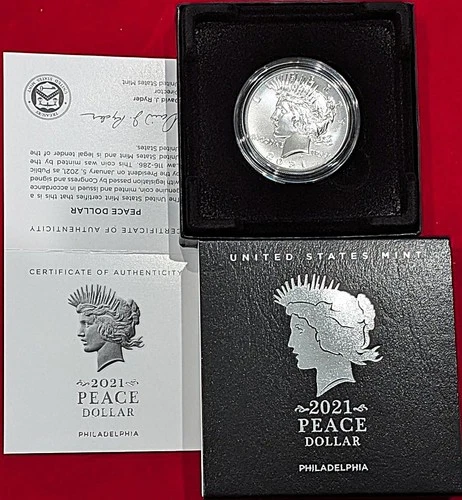 CERTIFICATE OF AUTHENTICITY
PEACE DOLLAR
The United States Mint certifies that this is a
genuine coin, minted and issued in accordance
with legislation passed by Congress and signed
by the President on January 5, 2021, as Public
Law 116-286. This coin was minted by the
United States Mint and is legal tender of the
United States.
David J. Ryder
David J. Ryder
Director
United States Mint
CERTIFICATE OF AUTHENTICITY
2021
PEACE
DOLLAR
PHILADELPHIA
2021
UNITED STATES MINT
2021
PEACE
DOLLAR
PHILADELPHIA